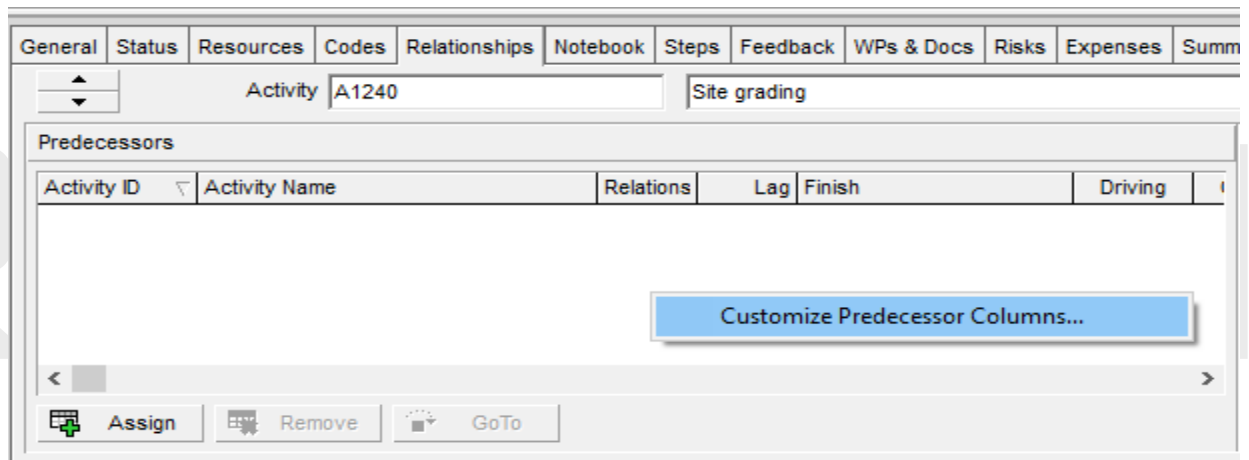 General Status Resources Codes Relationships Notebook Steps Feedback WPs & Docs Risks Expenses Summ
Activity A1240 Site grading
Predecessors
Activity ID Activity Name Relations Lag Finish Driving
Customize Predecessor Columns...
Assign Remove GoTo